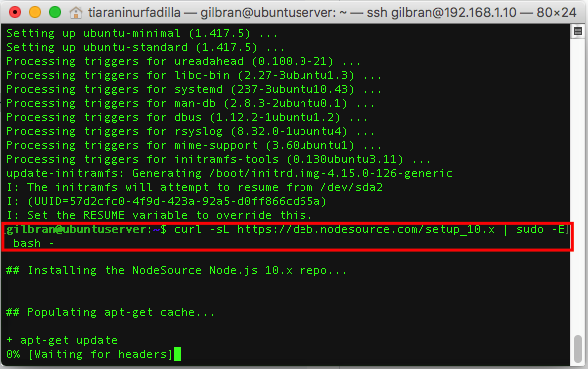 tiaraninurfadilla — gilbran@ubuntuserver: ~ — ssh gilbran@192.168.1.10 — 80×24
Setting up ubuntu-minimal (1.417.5) ...
Setting up ubuntu-standard (1.417.5) ...
Processing triggers for ureadahead (0.100.0-21) ...
Processing triggers for libc-bin (2.27-3ubuntu1.3) ...
Processing triggers for systemd (237-3ubuntu10.43) ...
Processing triggers for man-db (2.8.3-2ubuntu0.1) ...
Processing triggers for dbus (1.12.2-1ubuntu1.2) ...
Processing triggers for rsyslog (8.32.0-1ubuntu4) ...
Processing triggers for mime-support (3.60ubuntu1) ...
Processing triggers for initramfs-tools (0.130ubuntu3.11) ...
update-initramfs: Generating /boot/initrd.img-4.15.0-126-generic
I: The initramfs will attempt to resume from /dev/sda2
I: (UUID=57d2cfc0-4f9d-423a-92a5-d0ff866cd65a)
I: Set the RESUME variable to override this.
gilbran@ubuntuserver:~$ curl -sL https://deb.nodesource.com/setup_10.x | sudo -E
bash -
## Installing the NodeSource Node.js 10.x repo...
## Populating apt-get cache...
+ apt-get update
0% [Waiting for headers]